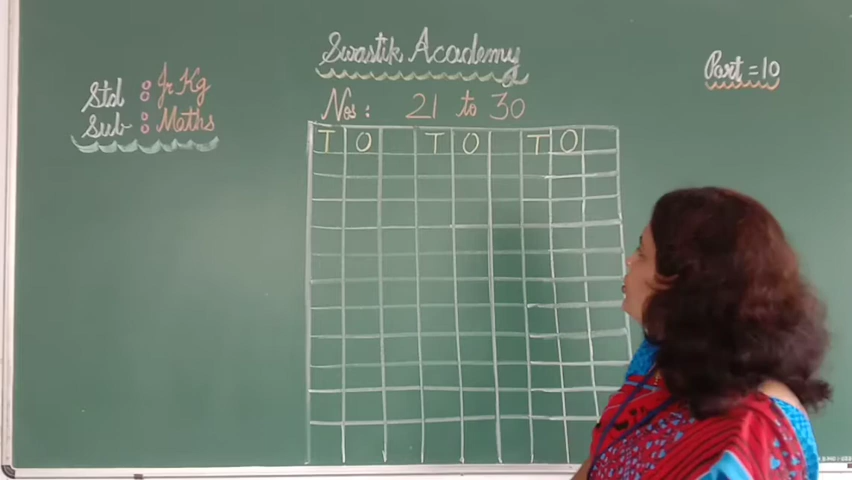 Swastik Academy
Part = 10
Std : Jr Kg
Sub : Maths
Nos : 21 to 30
T O T O T O